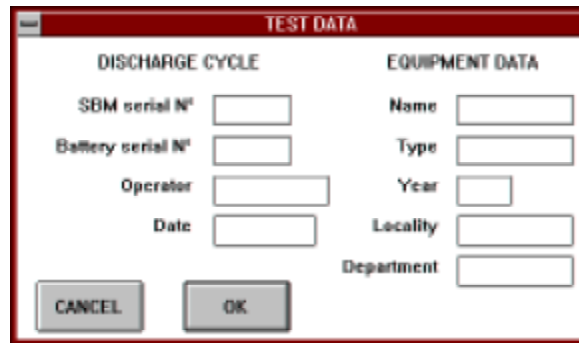 TEST DATA
DISCHARGE CYCLE
SBM serial Nº
Battery serial Nº
Operator
Date
EQUIPMENT DATA
Name
Type
Year
Locality
Department
CANCEL
OK